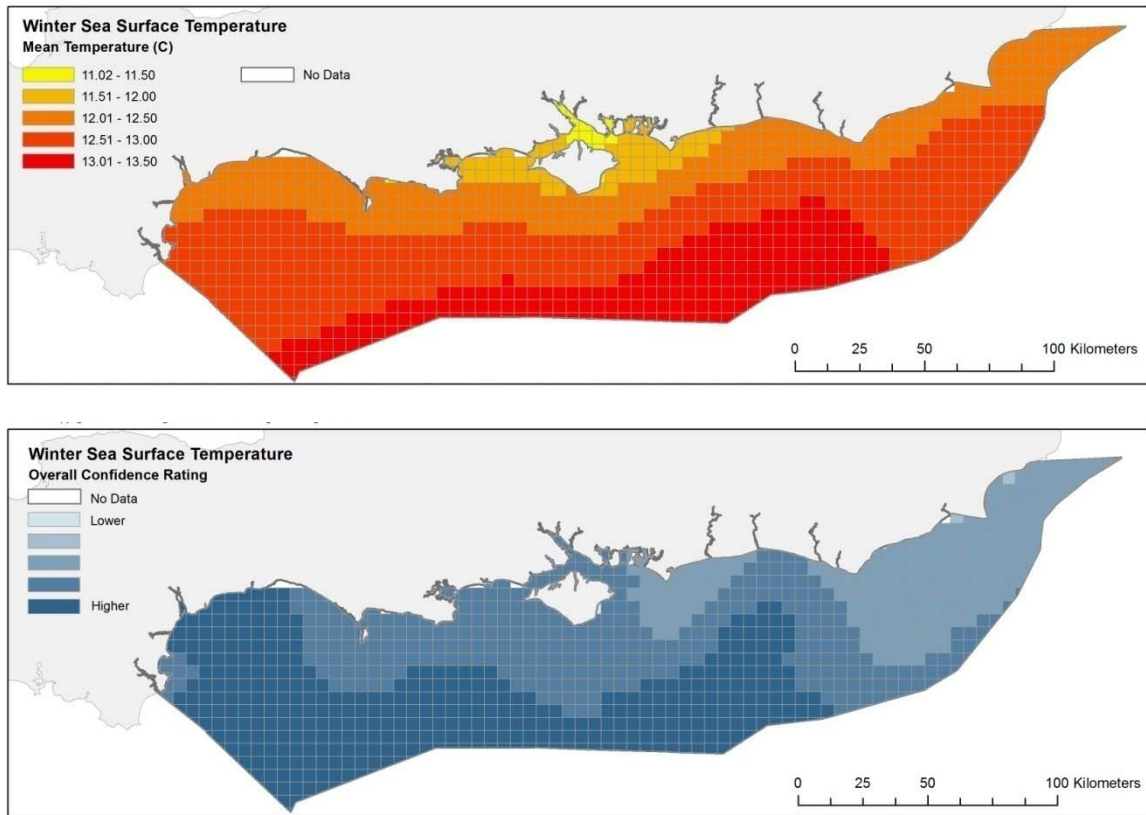 Winter Sea Surface Temperature
Mean Temperature (C)
11.02 - 11.50
No Data
11.51 - 12.00
12.01 - 12.50
12.51 - 13.00
13.01 - 13.50
0 25 50 100 Kilometers
Winter Sea Surface Temperature
Overall Confidence Rating
No Data
Lower
Higher
0 25 50 100 Kilometers